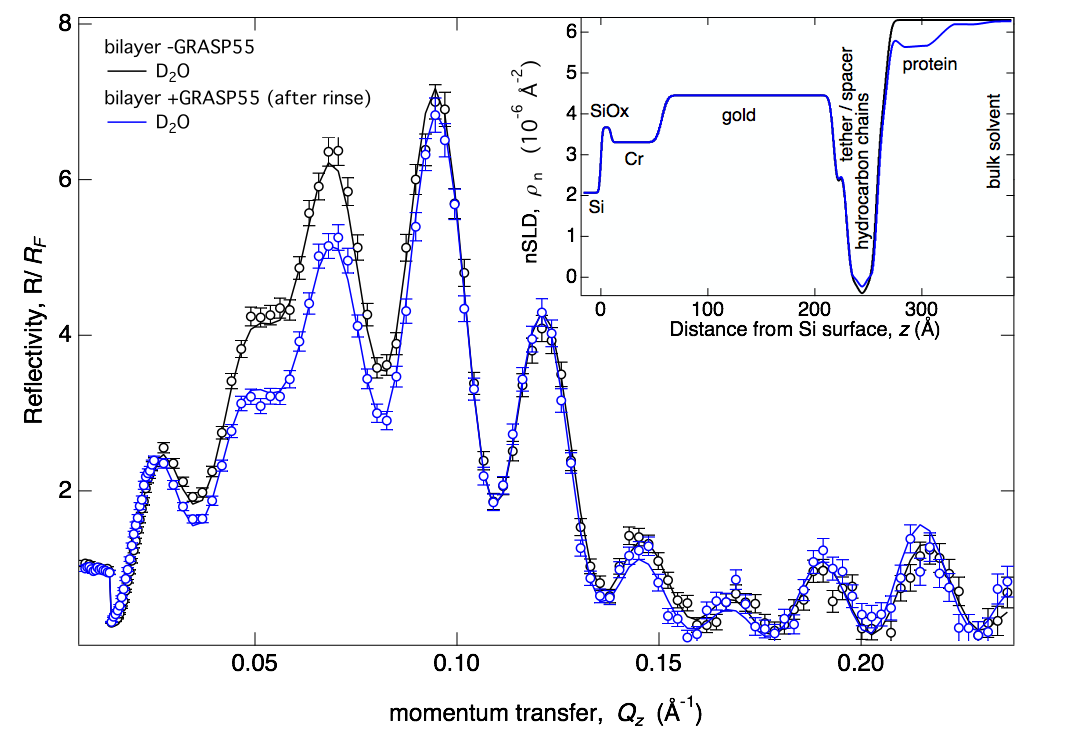 8
6
4
2
Reflectivity, R/ R_F
bilayer -GRASP55
D₂O
bilayer +GRASP55 (after rinse)
D₂O
0.05
0.10
0.15
0.20
momentum transfer, Q_z (Å⁻¹)
6
5
4
3
2
1
0
nSLD, ρ_n (10⁻⁶ Å⁻²)
SiOx
Si
Cr
gold
tether / spacer
hydrocarbon chains
protein
bulk solvent
0
100
200
300
Distance from Si surface, z (Å)